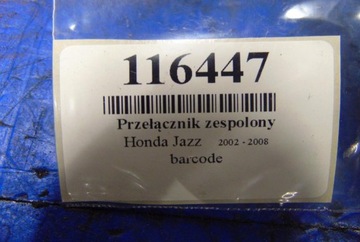 116447
Przełącznik zespolony
Honda Jazz 2002 - 2008
barcode